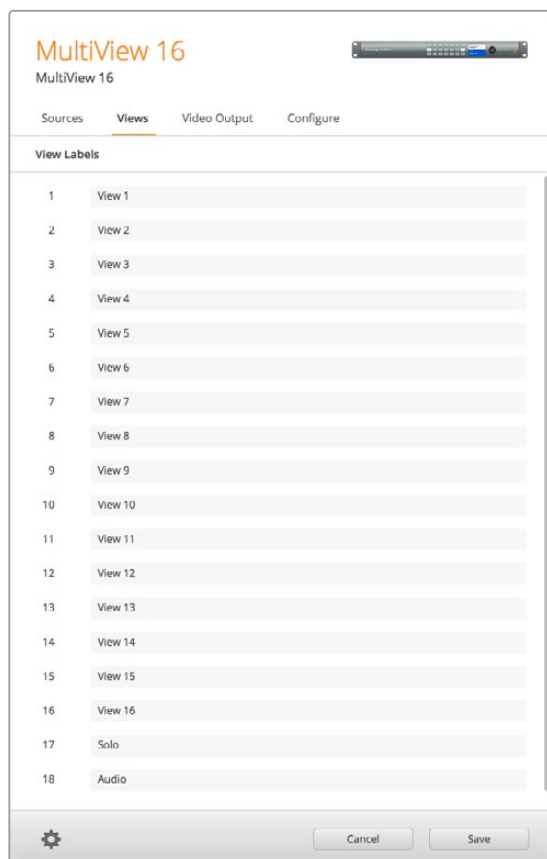 MultiView 16
MultiView 16
Sources Views Video Output Configure
View Labels
1 View 1
2 View 2
3 View 3
4 View 4
5 View 5
6 View 6
7 View 7
8 View 8
9 View 9
10 View 10
11 View 11
12 View 12
13 View 13
14 View 14
15 View 15
16 View 16
17 Solo
18 Audio
Cancel Save